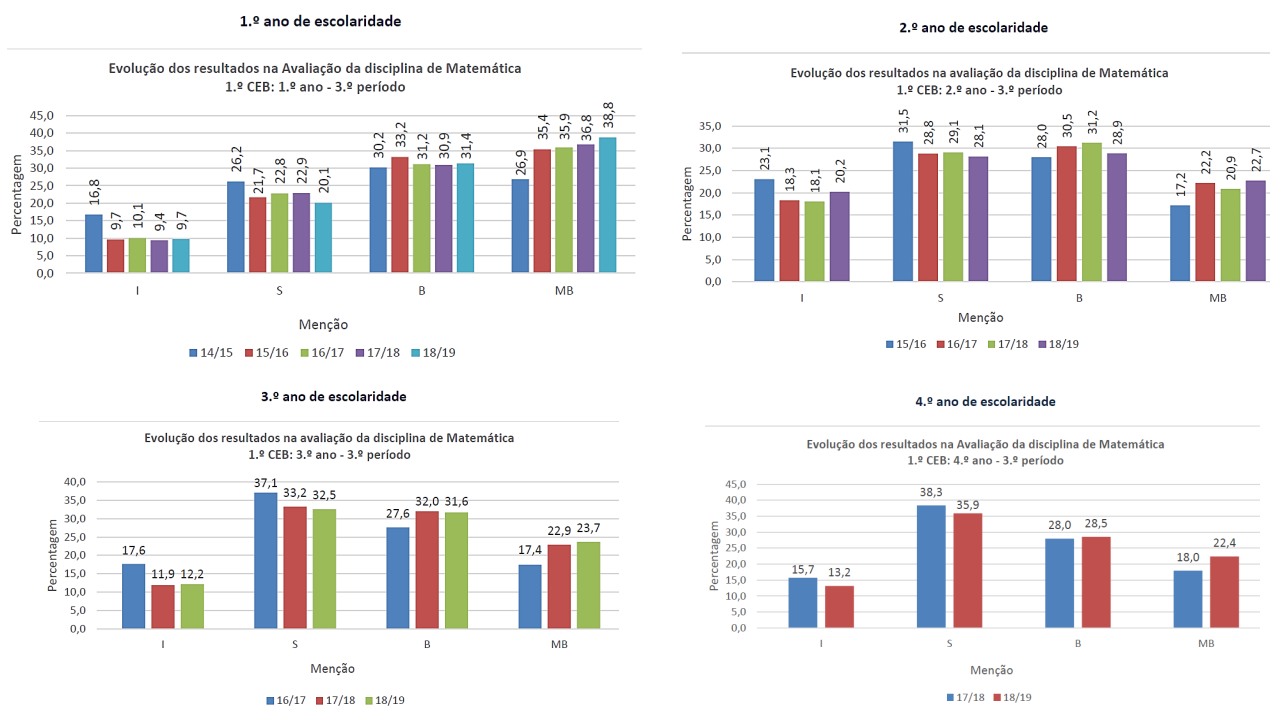 1.º ano de escolaridade
Evolução dos resultados na Avaliação da disciplina de Matemática
1.º CEB: 1.º ano - 3.º período
Percentagem
45,0
40,0
35,0
30,0
25,0
20,0
15,0
10,0
5,0
0,0
16,8 9,7 10,1 9,4 9,7
26,2 21,7 22,8 22,9 20,1
30,2 33,2 31,2 30,9 31,4
26,9 35,4 35,9 36,8 38,8
I S B MB
Menção
14/15 15/16 16/17 17/18 18/19
2.º ano de escolaridade
Evolução dos resultados na avaliação da disciplina de Matemática
1.º CEB: 2.º ano - 3.º período
Percentagem
35,0
30,0
25,0
20,0
15,0
10,0
5,0
0,0
23,1 18,3 18,1 20,2
31,5 28,8 29,1 28,1
28,0 30,5 31,2 28,9
17,2 22,2 20,9 22,7
I S B MB
Menção
15/16 16/17 17/18 18/19
3.º ano de escolaridade
Evolução dos resultados na avaliação da disciplina de Matemática
1.º CEB: 3.º ano - 3.º período
Percentagem
40,0
35,0
30,0
25,0
20,0
15,0
10,0
5,0
0,0
17,6 11,9 12,2
37,1 33,2 32,5
27,6 32,0 31,6
17,4 22,9 23,7
I S B MB
Menção
16/17 17/18 18/19
4.º ano de escolaridade
Evolução dos resultados na Avaliação da disciplina de Matemática
1.º CEB: 4.º ano - 3.º período
Percentagem
45,0
40,0
35,0
30,0
25,0
20,0
15,0
10,0
5,0
0,0
15,7 13,2
38,3 35,9
28,0 28,5
18,0 22,4
I S B MB
Menção
17/18 18/19